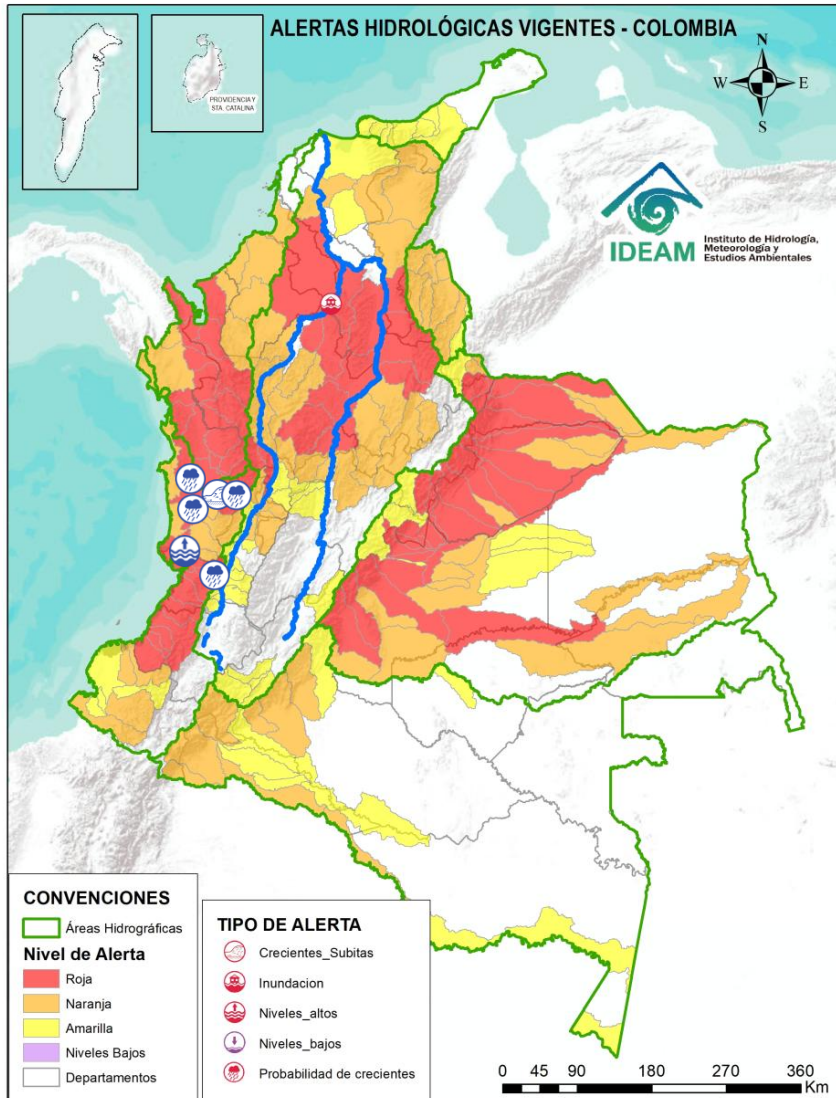 ALERTAS HIDROLÓGICAS VIGENTES - COLOMBIA
PROVIDENCIA Y
STA. CATALINA
N
W
E
S
IDEAM
Instituto de Hidrología,
Meteorología y
Estudios Ambientales
CONVENCIONES
Áreas Hidrográficas
Nivel de Alerta
Roja
Naranja
Amarilla
Niveles Bajos
Departamentos
TIPO DE ALERTA
Crecientes_Subitas
Inundacion
Niveles_altos
Niveles_bajos
Probabilidad de crecientes
0 45 90 180 270 360
Km